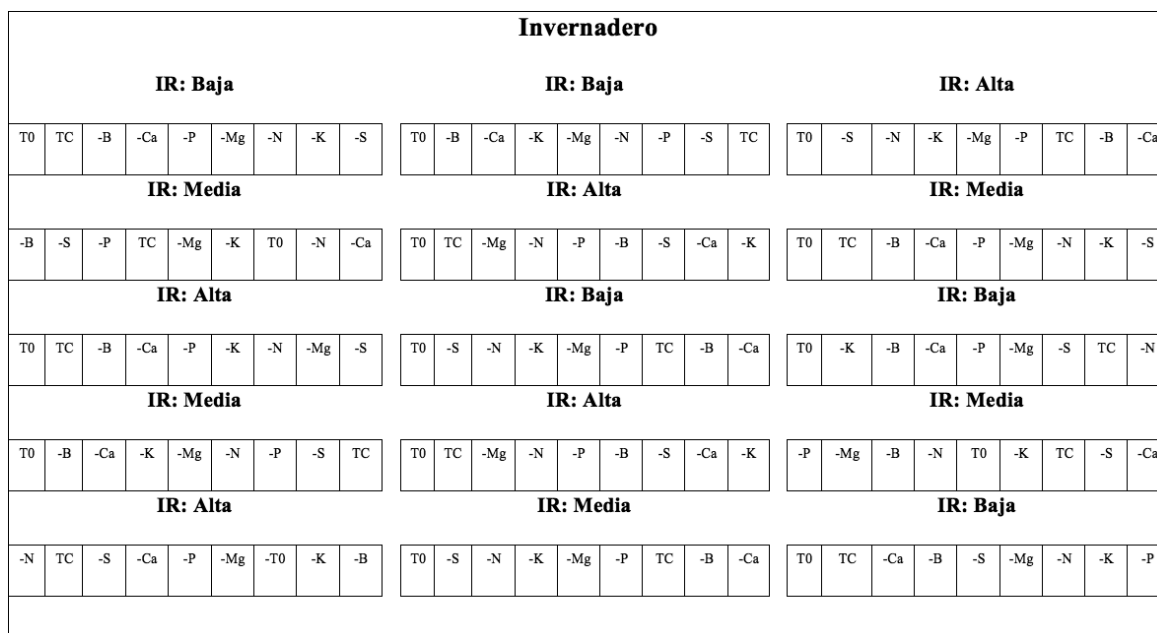 Invernadero
IR: Baja IR: Baja IR: Alta
T0 TC -B -Ca -P -Mg -N -K -S T0 -B -Ca -K -Mg -N -P -S TC T0 -S -N -K -Mg -P TC -B -Ca
IR: Media IR: Alta IR: Media
-B -S -P TC -Mg -K T0 -N -Ca T0 TC -Mg -N -P -B -S -Ca -K T0 TC -B -Ca -P -Mg -N -K -S
IR: Alta IR: Baja IR: Baja
T0 TC -B -Ca -P -K -N -Mg -S T0 -S -N -K -Mg -P TC -B -Ca T0 -K -B -Ca -P -Mg -S TC -N
IR: Media IR: Alta IR: Media
T0 -B -Ca -K -Mg -N -P -S TC T0 TC -Mg -N -P -B -S -Ca -K -P -Mg -B -N T0 -K TC -S -Ca
IR: Alta IR: Media IR: Baja
-N TC -S -Ca -P -Mg -T0 -K -B T0 -S -N -K -Mg -P TC -B -Ca T0 TC -Ca -B -S -Mg -N -K -P